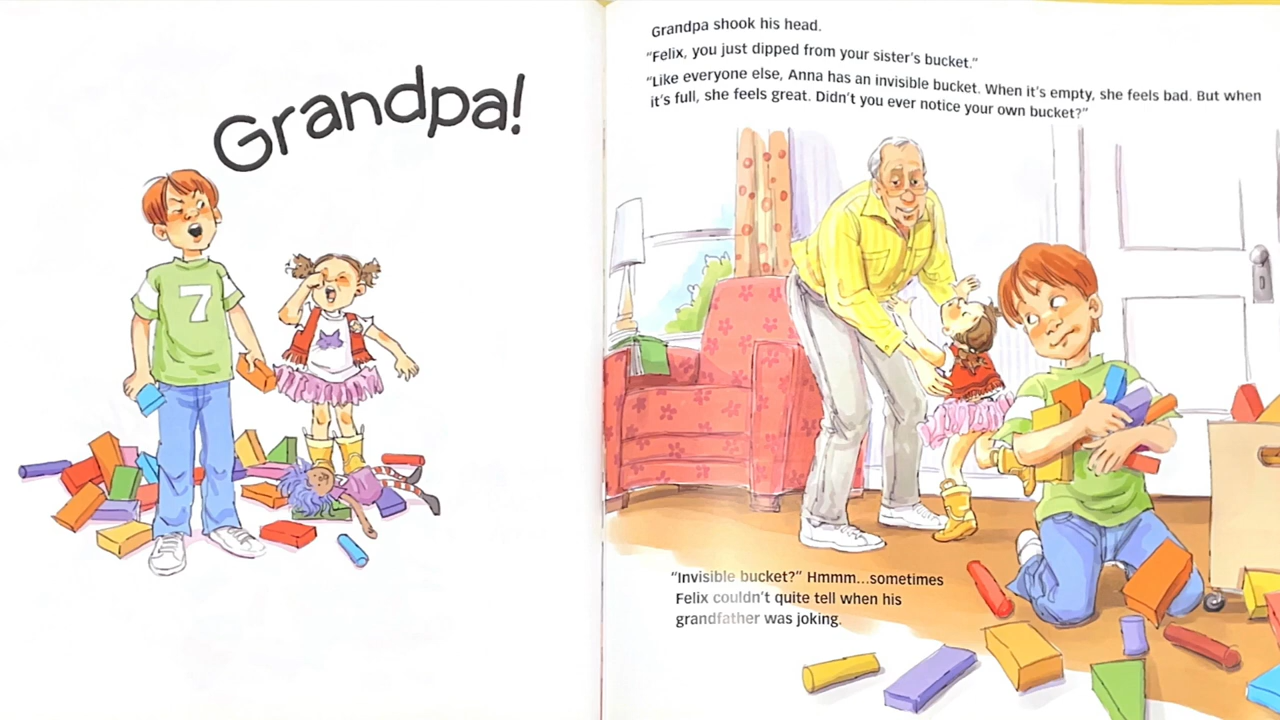 Grandpa!
7
Grandpa shook his head.
“Felix, you just dipped from your sister’s bucket.”
“Like everyone else, Anna has an invisible bucket. When it’s empty, she feels bad. But when
it’s full, she feels great. Didn’t you ever notice your own bucket?”
“Invisible bucket?” Hmmm...sometimes
Felix couldn’t quite tell when his
grandfather was joking.